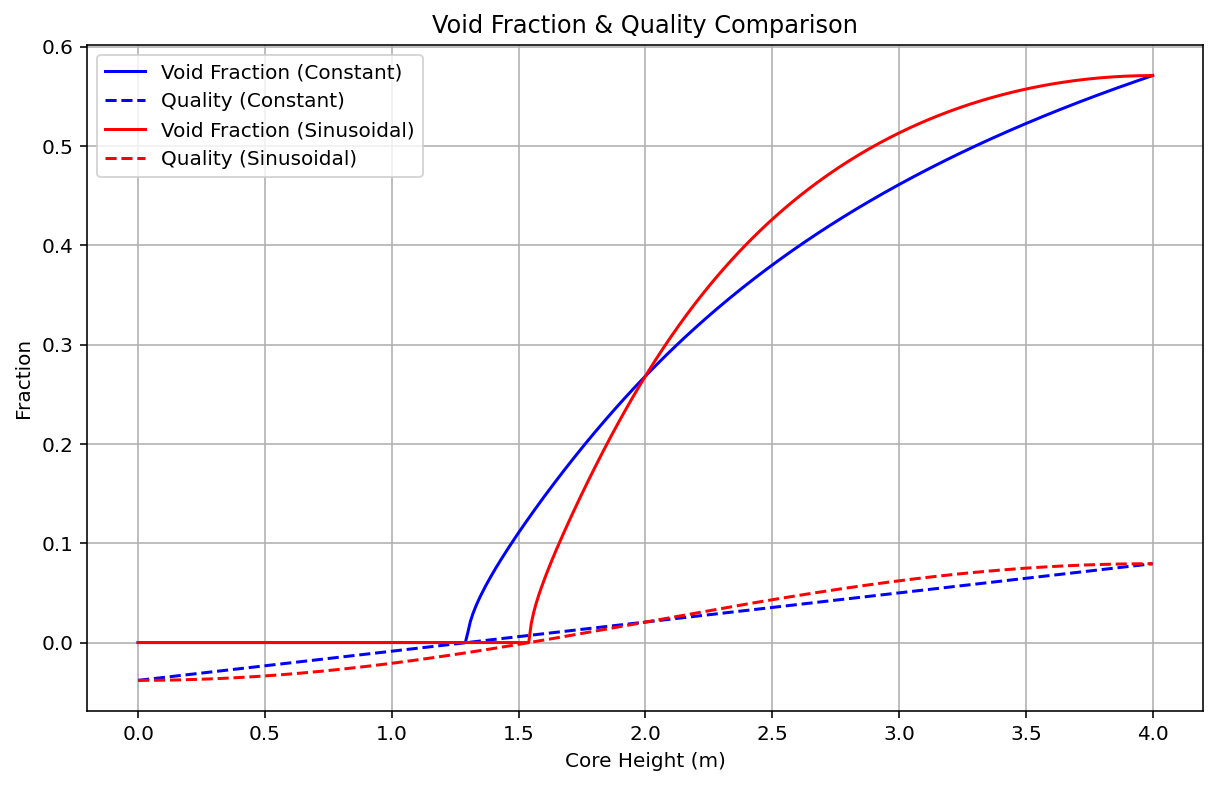 Void Fraction & Quality Comparison
Void Fraction (Constant)
Quality (Constant)
Void Fraction (Sinusoidal)
Quality (Sinusoidal)
Fraction
0.6
0.5
0.4
0.3
0.2
0.1
0.0
0.0 0.5 1.0 1.5 2.0 2.5 3.0 3.5 4.0
Core Height (m)